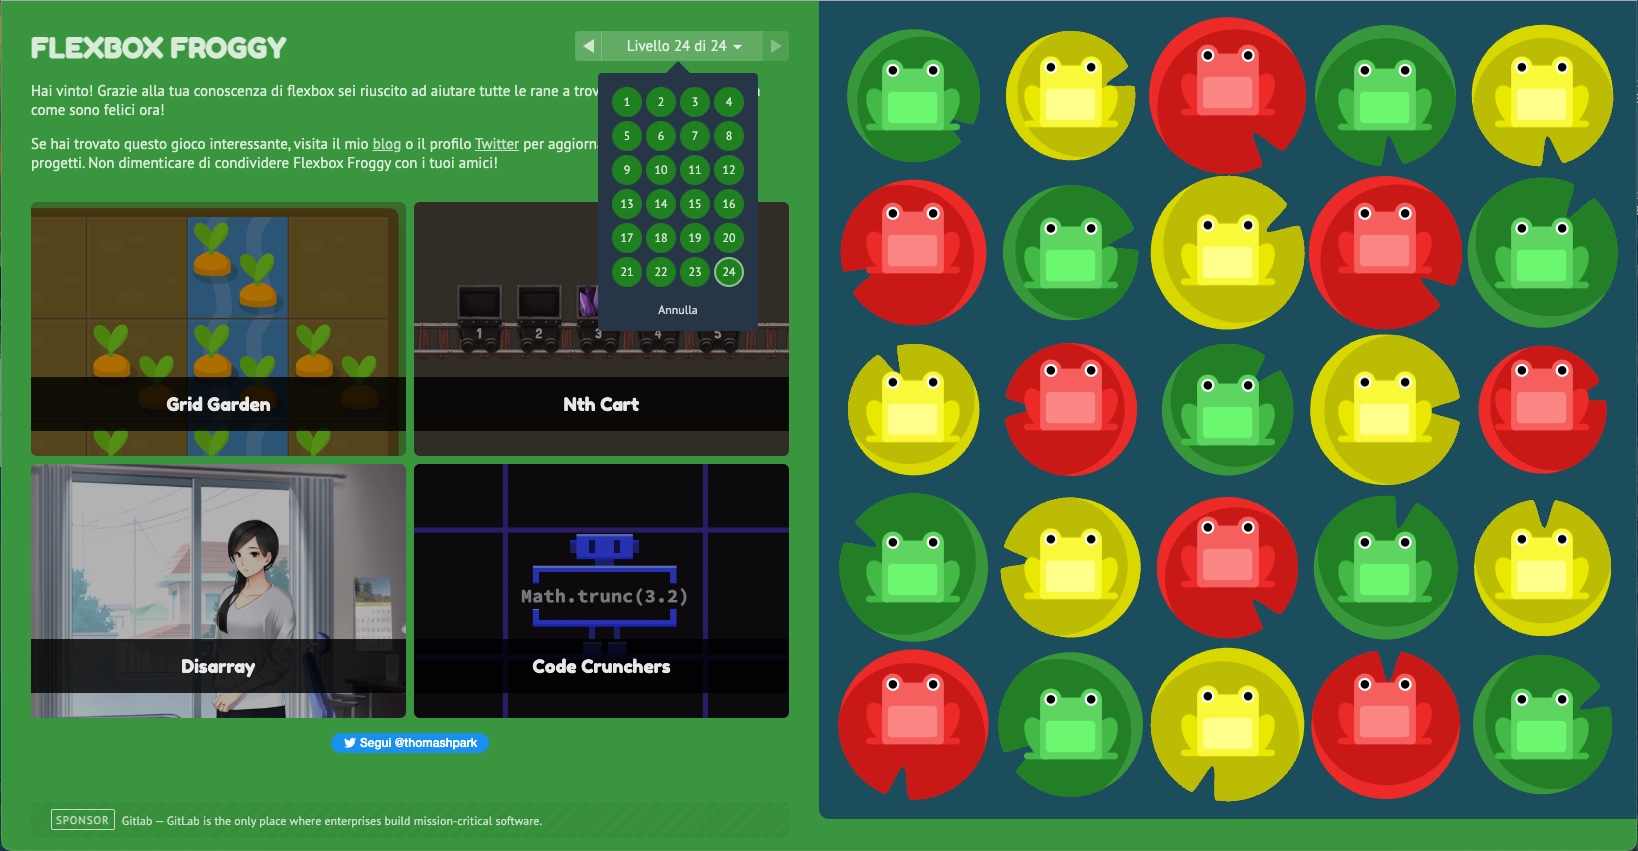 FLEXBOX FROGGY
Livello 24 di 24
Hai vinto! Grazie alla tua conoscenza di flexbox sei riuscito ad aiutare tutte le rane a
come sono felici ora!
Se hai trovato questo gioco interessante, visita il mio blog o il profilo Twitter per
progetti. Non dimenticare di condividere Flexbox Froggy con i tuoi amici!
1 2 3 4
5 6 7 8
9 10 11 12
13 14 15 16
17 18 19 20
21 22 23 24
Annulla
1 2 3 4 5
Grid Garden
Nth Cart
Math.trunc(3.2)
Disarray
Code Crunchers
Segui @thomashpark
SPONSOR Gitlab — GitLab is the only place where enterprises build mission-critical software.